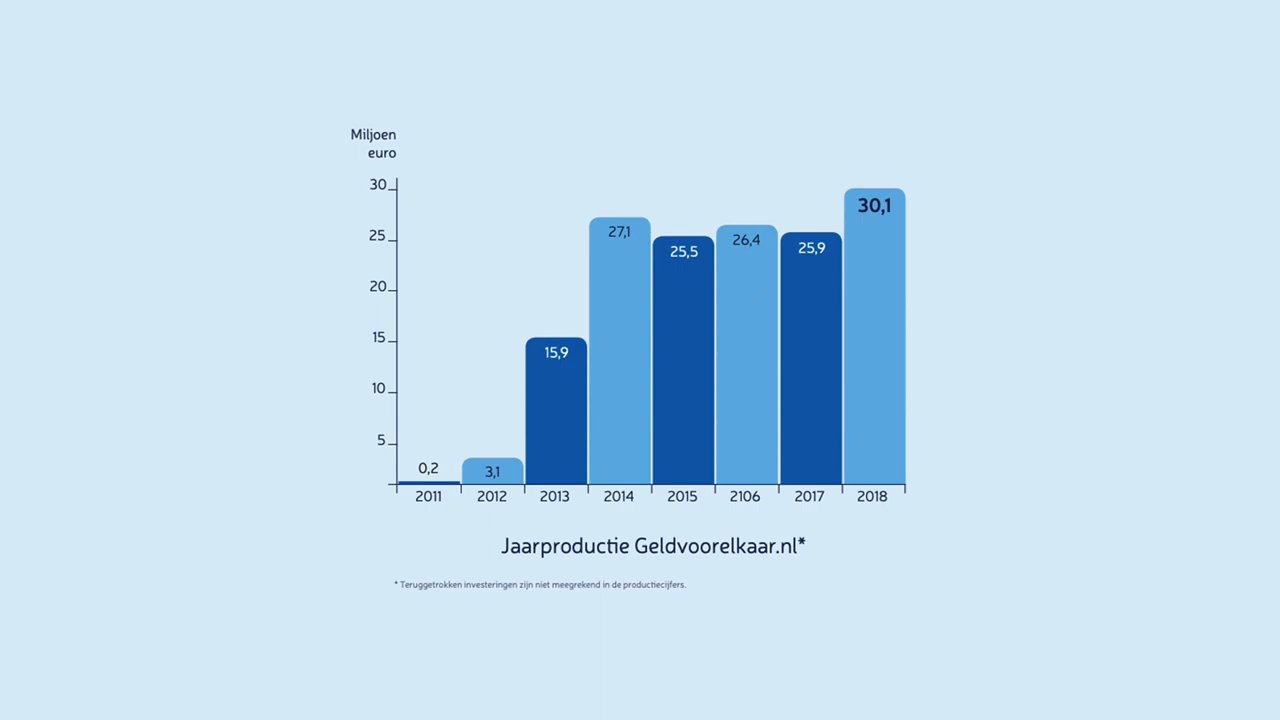 Miljoen
euro
30
25
20
15
10
5
0,2
3,1
15,9
27,1
25,5
26,4
25,9
30,1
2011 2012 2013 2014 2015 2106 2017 2018
Jaarproductie Geldvoorelkaar.nl*
* Teruggetrokken investeringen zijn niet meegrekend in de productiecijfers.